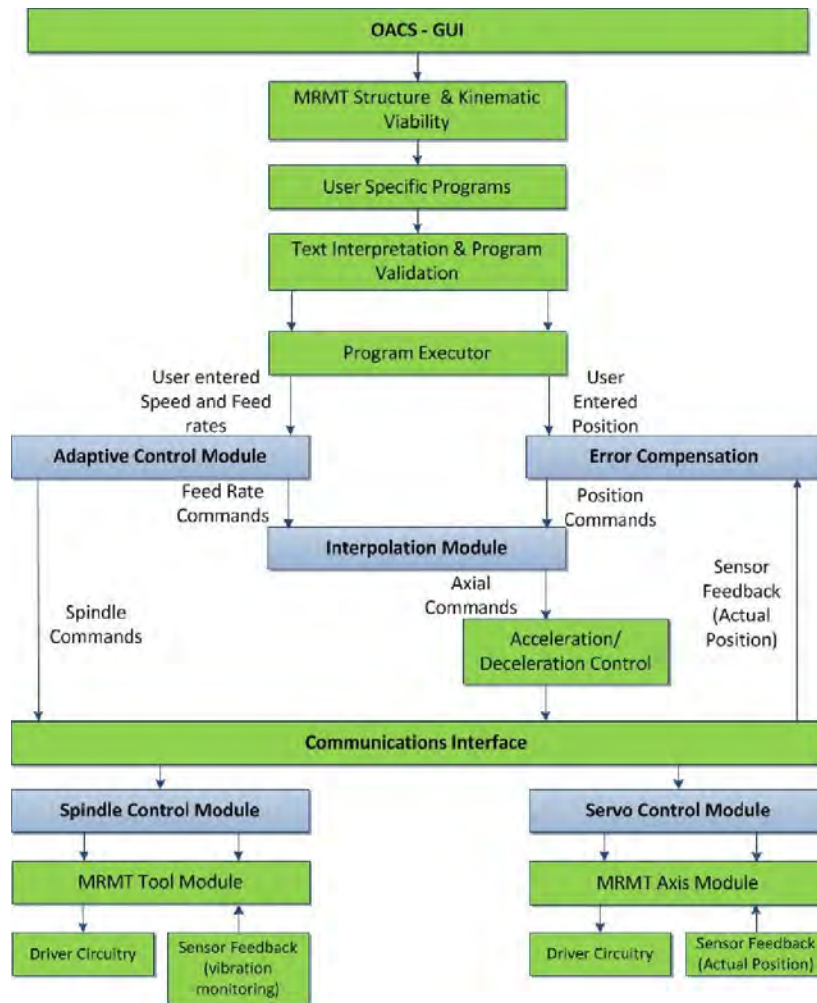 OACS - GUI
MRMT Structure & Kinematic
Viability
User Specific Programs
Text Interpretation & Program
Validation
Program Executor
User entered
Speed and Feed
rates
User
Entered
Position
Adaptive Control Module
Error Compensation
Feed Rate
Commands
Position
Commands
Interpolation Module
Axial
Commands
Sensor
Feedback
(Actual
Position)
Spindle
Commands
Acceleration/
Deceleration Control
Communications Interface
Spindle Control Module
Servo Control Module
MRMT Tool Module
MRMT Axis Module
Driver Circuitry
Sensor Feedback
(vibration
monitoring)
Driver Circuitry
Sensor Feedback
(Actual Position)